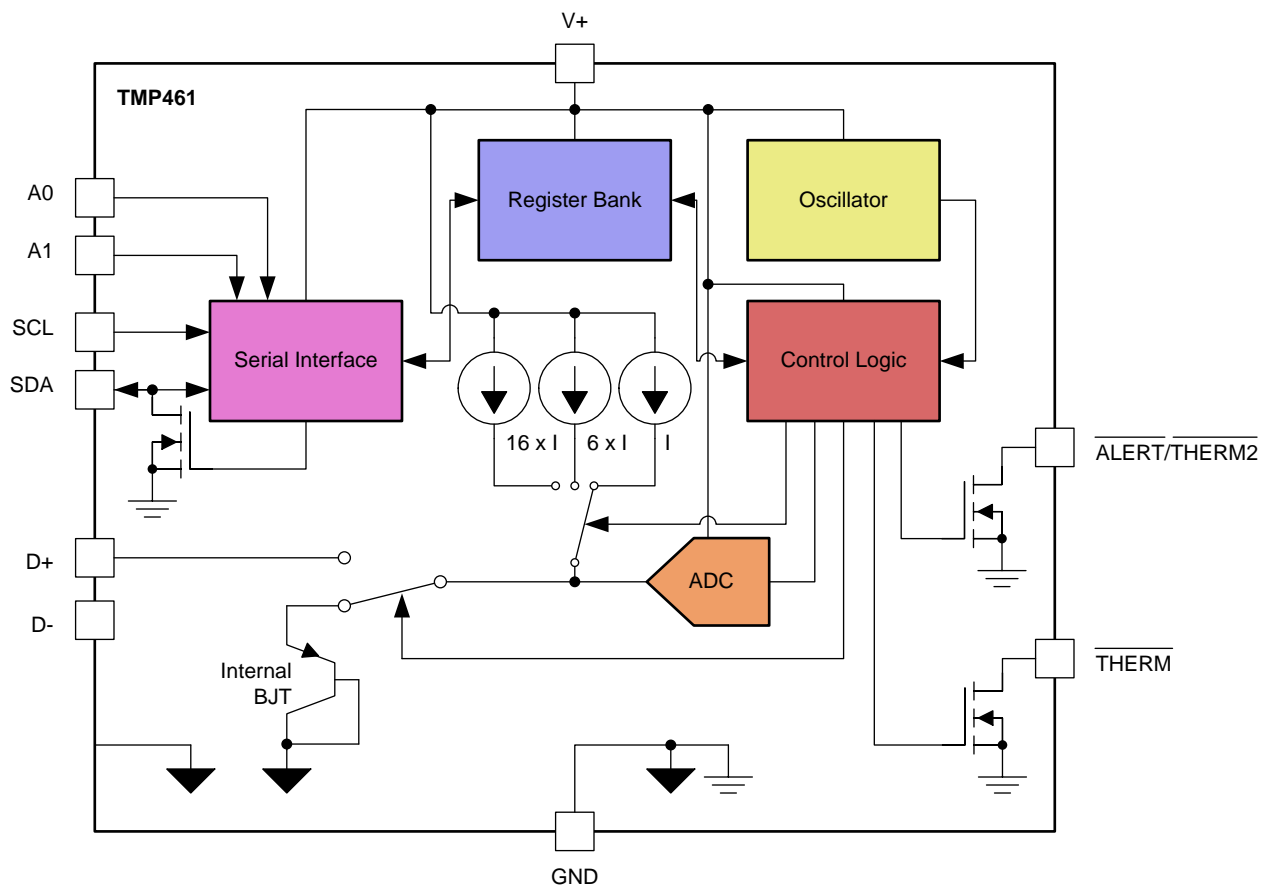 V+
TMP461
A0
Register Bank
Oscillator
A1
SCL
Serial Interface
Control Logic
SDA
16 x I
6 x I
I
ALERT/THERM2
D+
ADC
D-
Internal
BJT
THERM
GND